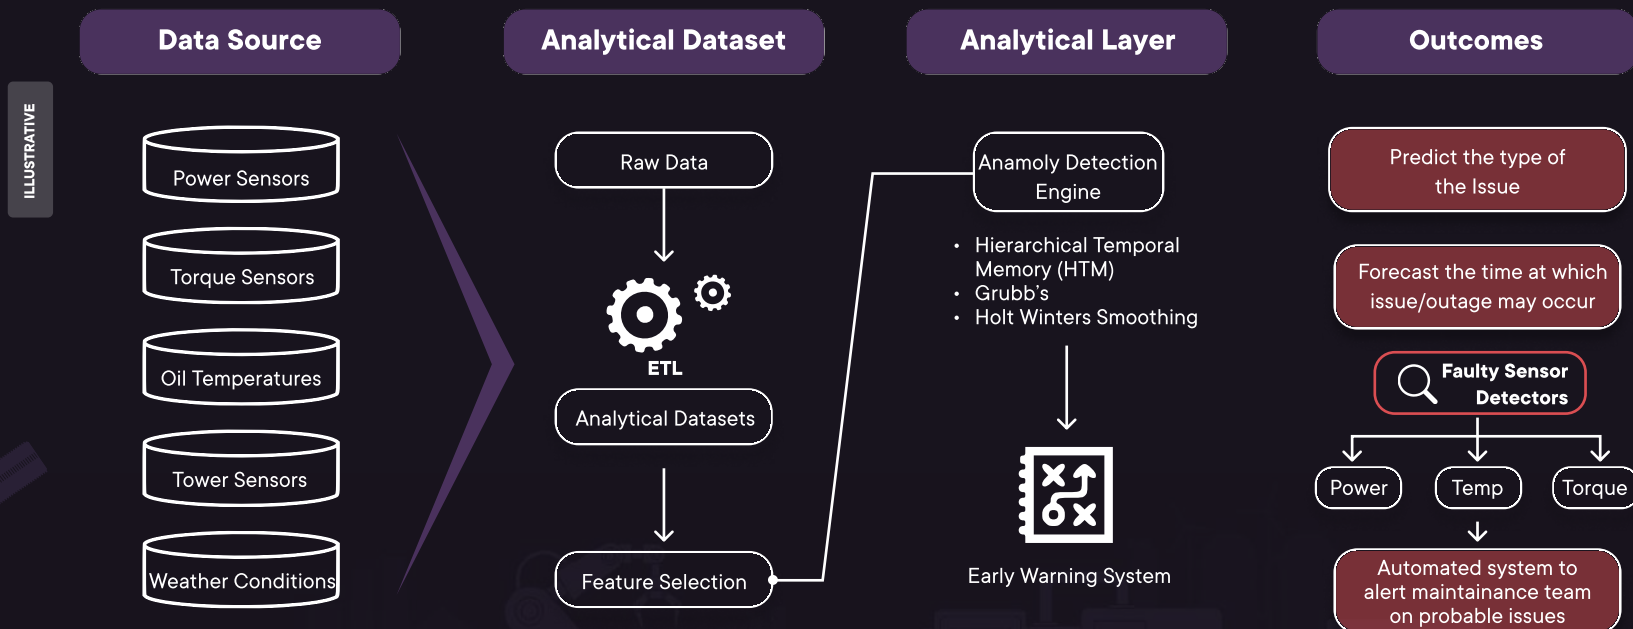 Data Source
Analytical Dataset
Analytical Layer
Outcomes
ILLUSTRATIVE
Power Sensors
Torque Sensors
Oil Temperatures
Tower Sensors
Weather Conditions
Raw Data
ETL
Analytical Datasets
Feature Selection
Anamoly Detection
Engine
• Hierarchical Temporal
Memory (HTM)
• Grubb's
• Holt Winters Smoothing
Early Warning System
Predict the type of
the Issue
Forecast the time at which
issue/outage may occur
Faulty Sensor
Detectors
Power
Temp
Torque
Automated system to
alert maintainance team
on probable issues